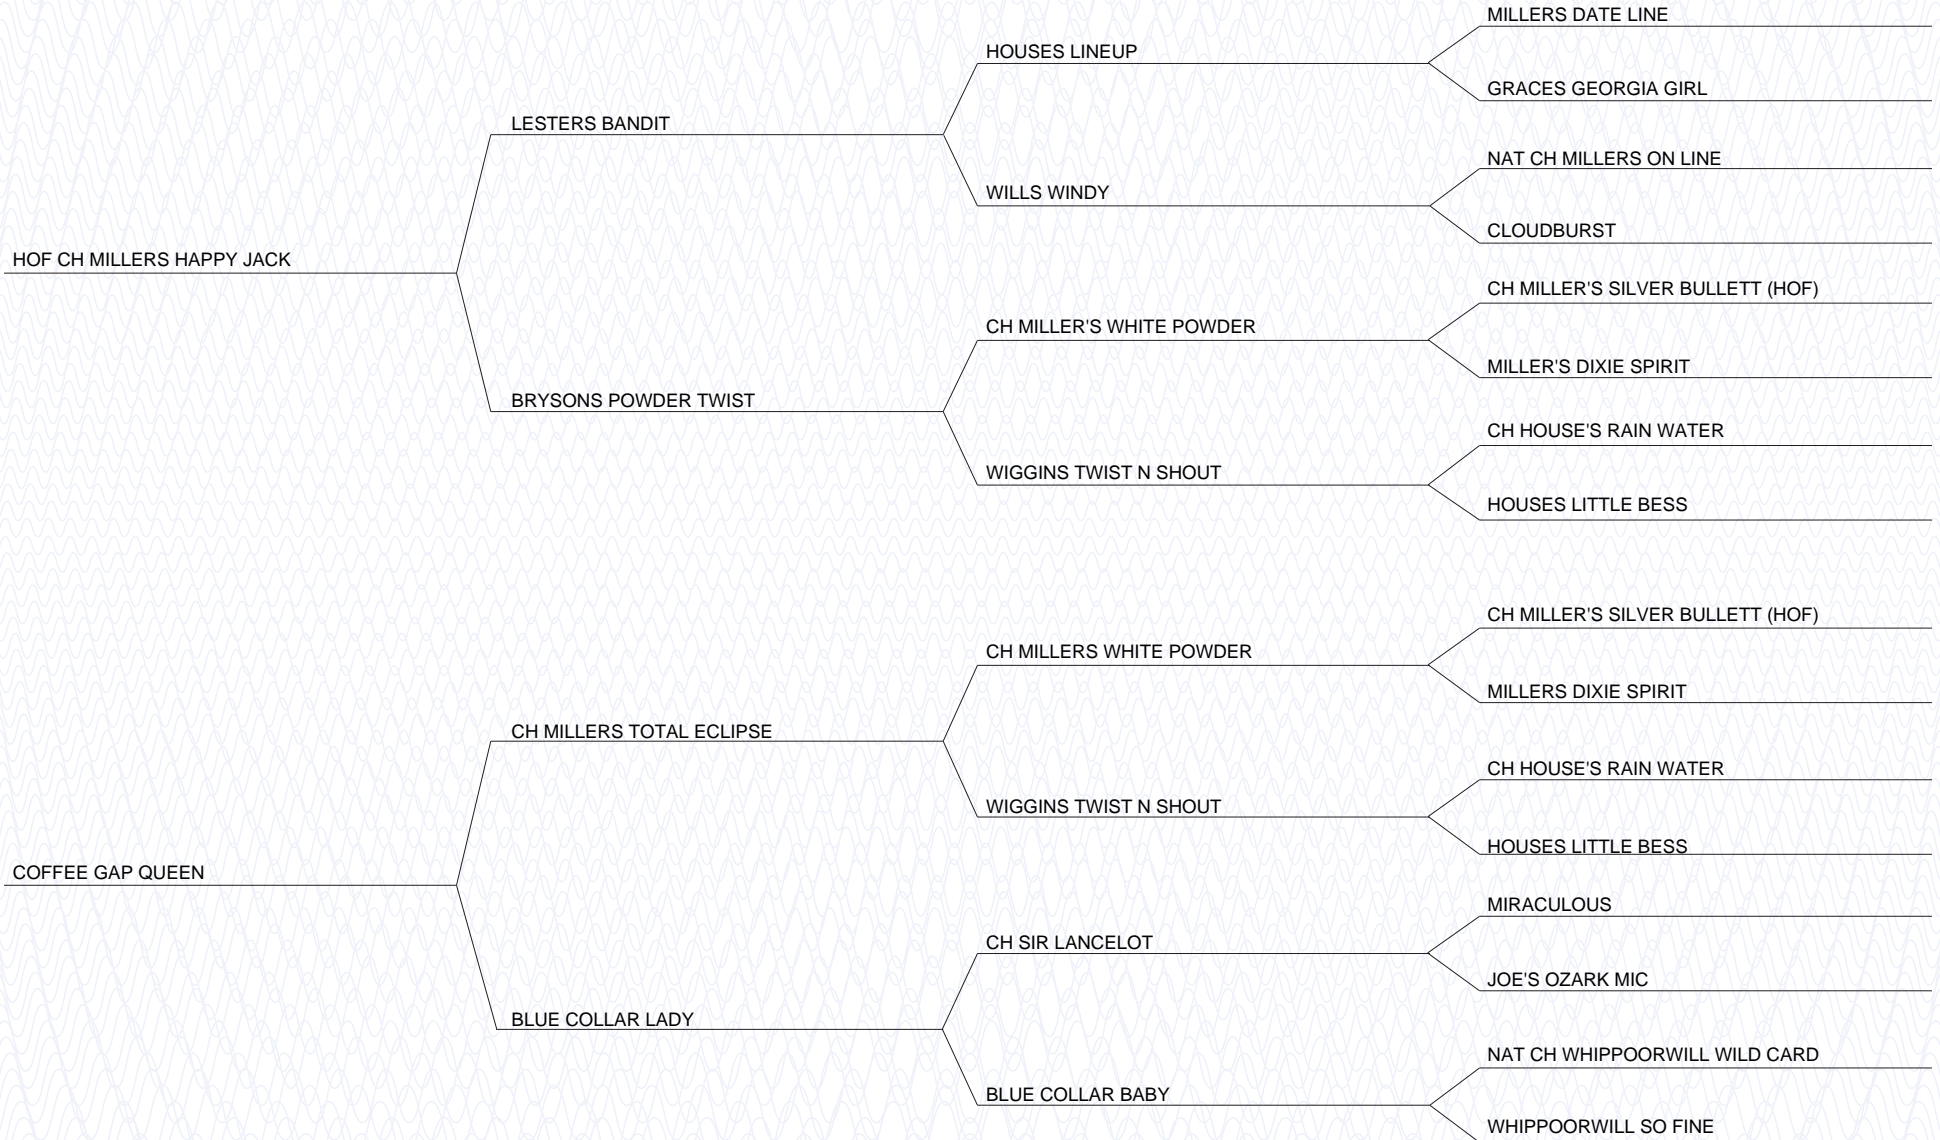 MILLERS DATE LINE
HOUSES LINEUP
GRACES GEORGIA GIRL
LESTERS BANDIT
NAT CH MILLERS ON LINE
WILLS WINDY
CLOUDBURST
HOF CH MILLERS HAPPY JACK
CH MILLER'S SILVER BULLETT (HOF)
CH MILLER'S WHITE POWDER
MILLER'S DIXIE SPIRIT
BRYSONS POWDER TWIST
CH HOUSE'S RAIN WATER
WIGGINS TWIST N SHOUT
HOUSES LITTLE BESS
CH MILLER'S SILVER BULLETT (HOF)
CH MILLERS WHITE POWDER
MILLERS DIXIE SPIRIT
CH MILLERS TOTAL ECLIPSE
CH HOUSE'S RAIN WATER
WIGGINS TWIST N SHOUT
HOUSES LITTLE BESS
COFFEE GAP QUEEN
MIRACULOUS
CH SIR LANCELOT
JOE'S OZARK MIC
BLUE COLLAR LADY
NAT CH WHIPPOORWILL WILD CARD
BLUE COLLAR BABY
WHIPPOORWILL SO FINE